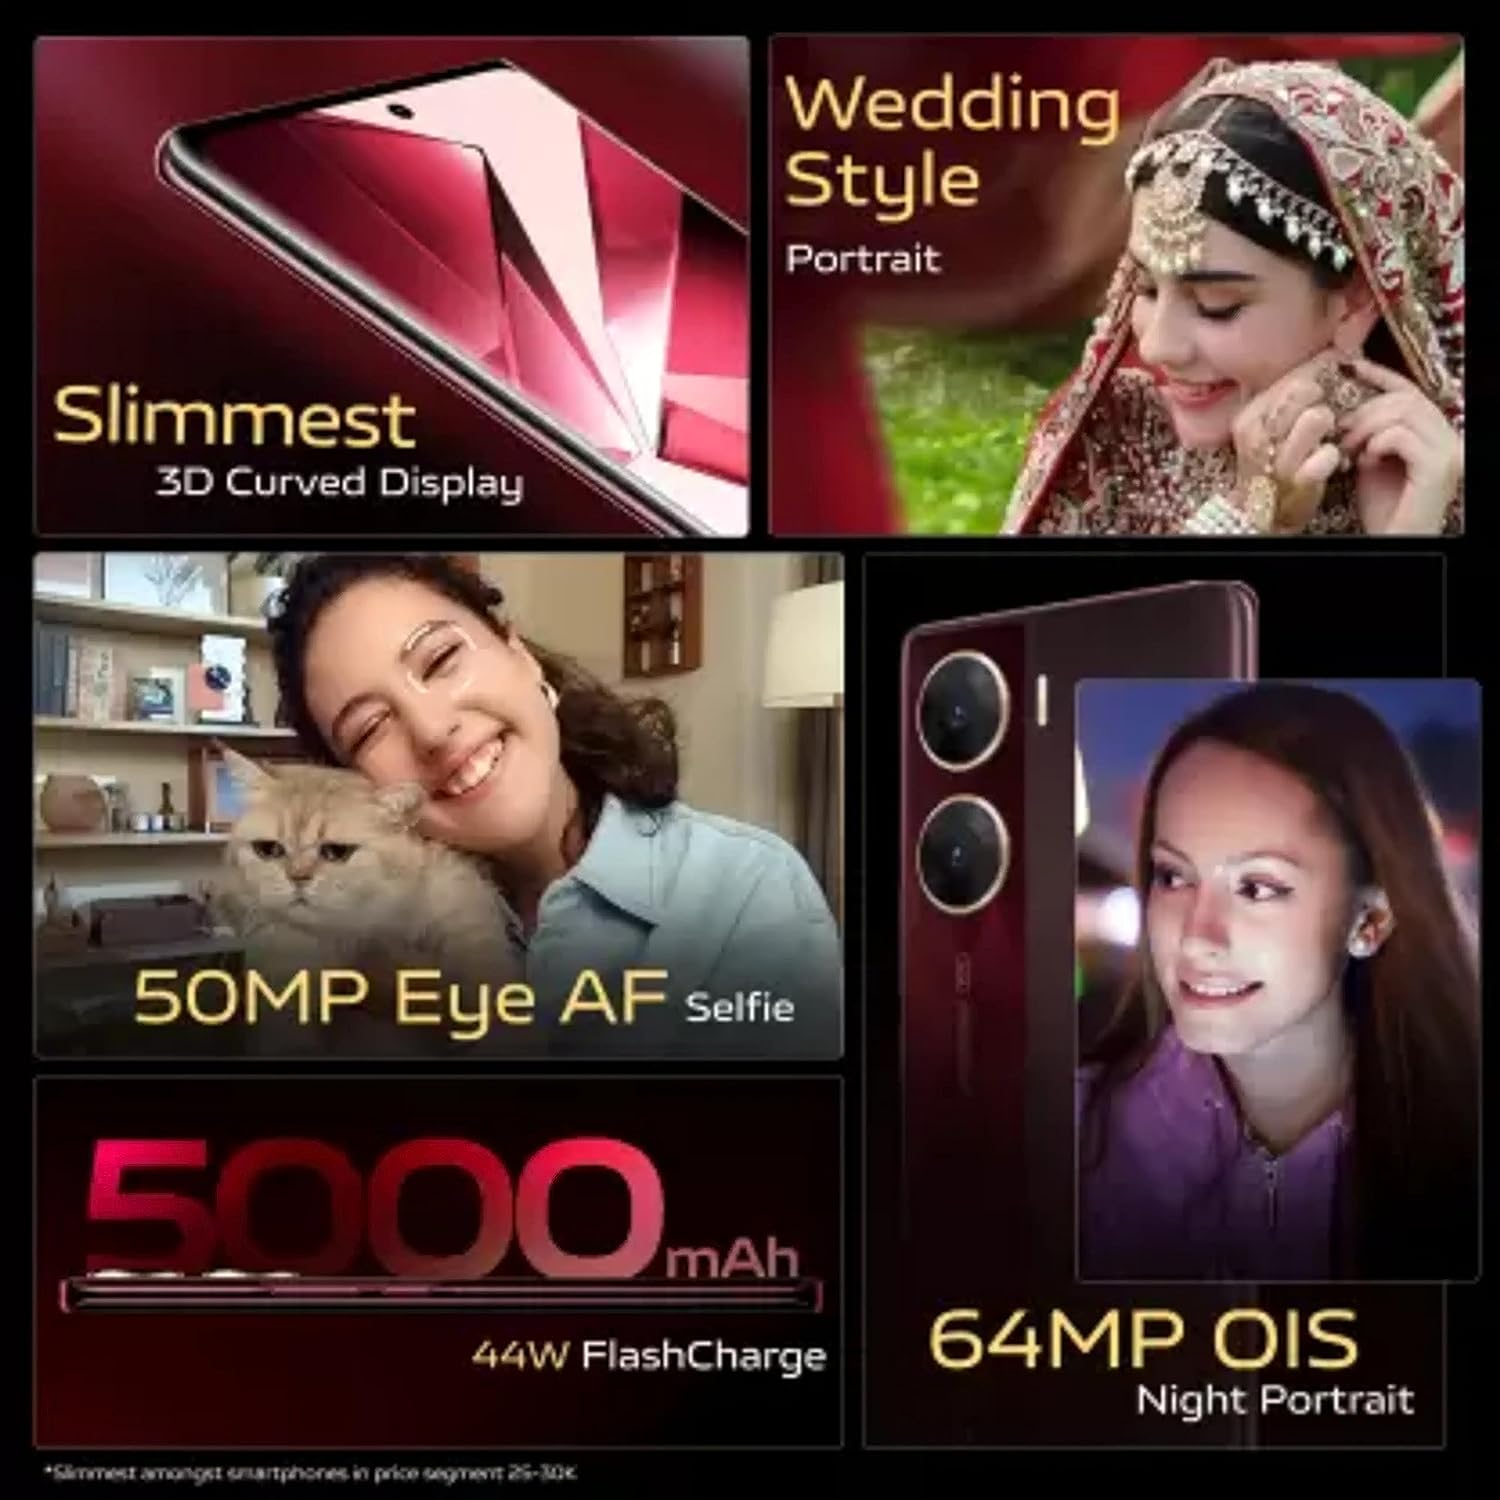 Slimmest
3D Curved Display
Wedding
Style
Portrait
50MP Eye AF Selfie
5000mAh
44W FlashCharge
64MP OIS
Night Portrait
*Slimmest amongst smartphones in price segment 25-30K